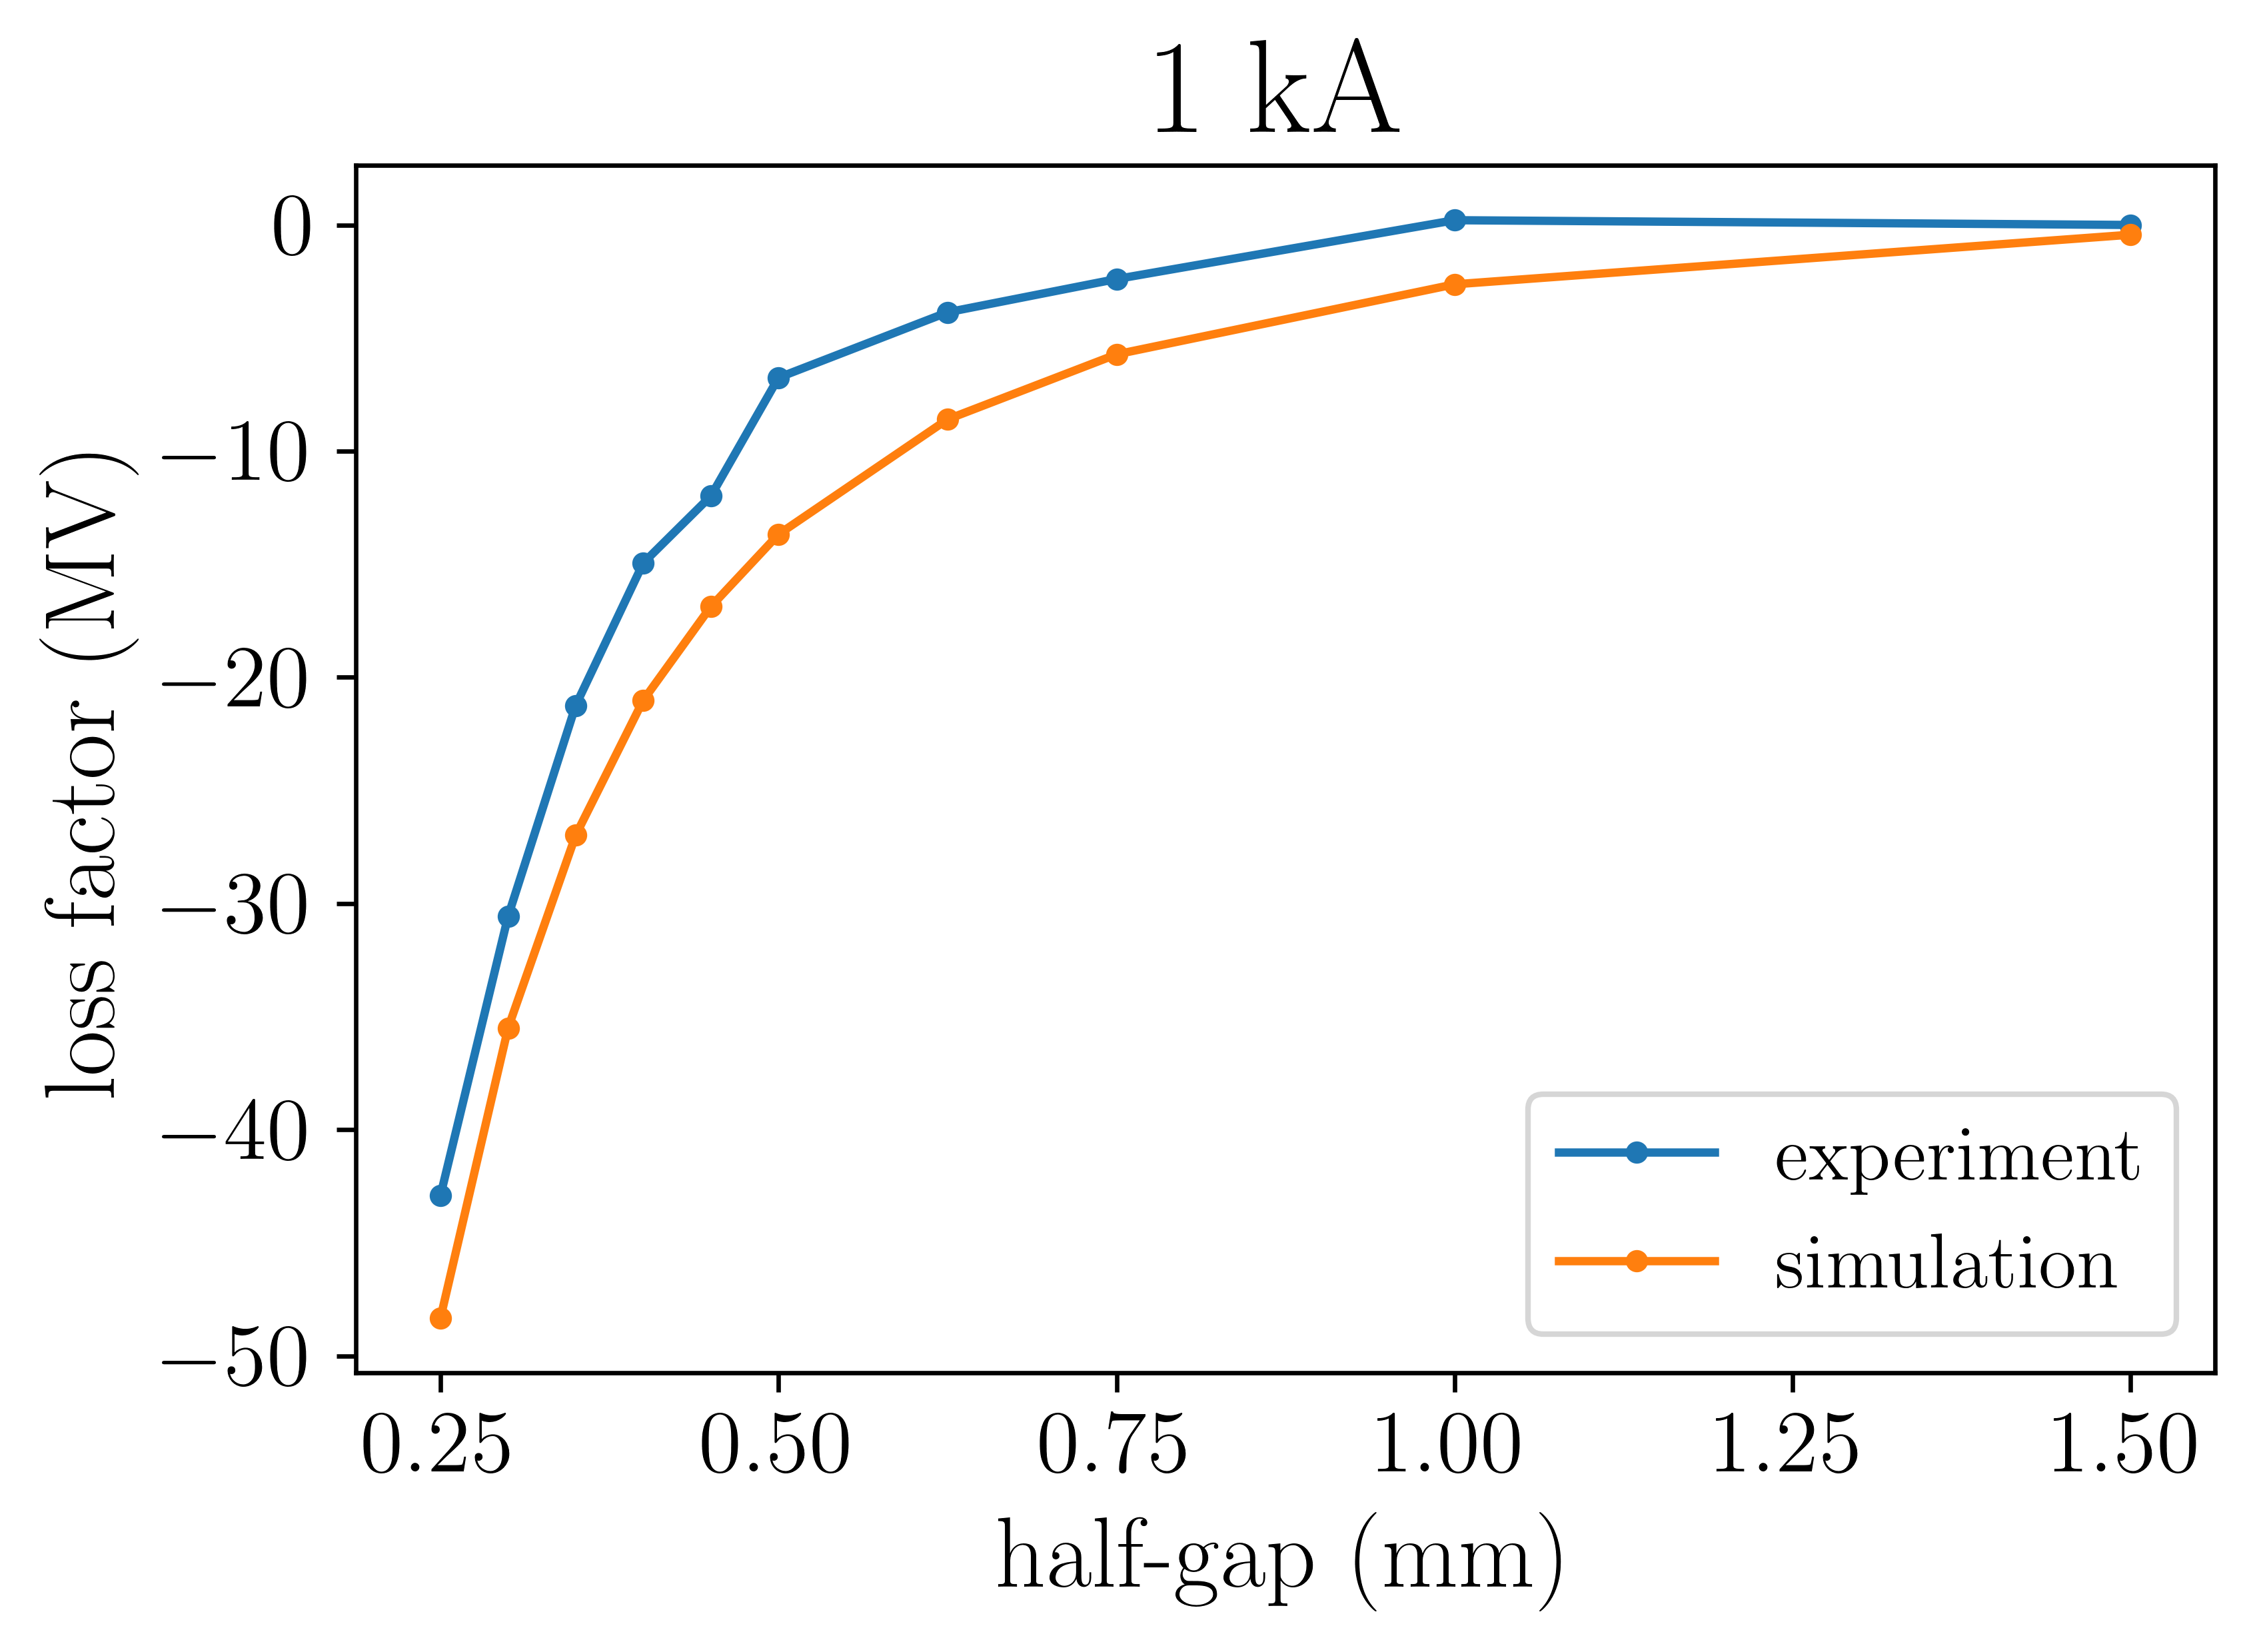 1 kA
0
−10
−20
−30
−40
−50
loss factor (MV)
experiment
simulation
0.25 0.50 0.75 1.00 1.25 1.50
half-gap (mm)